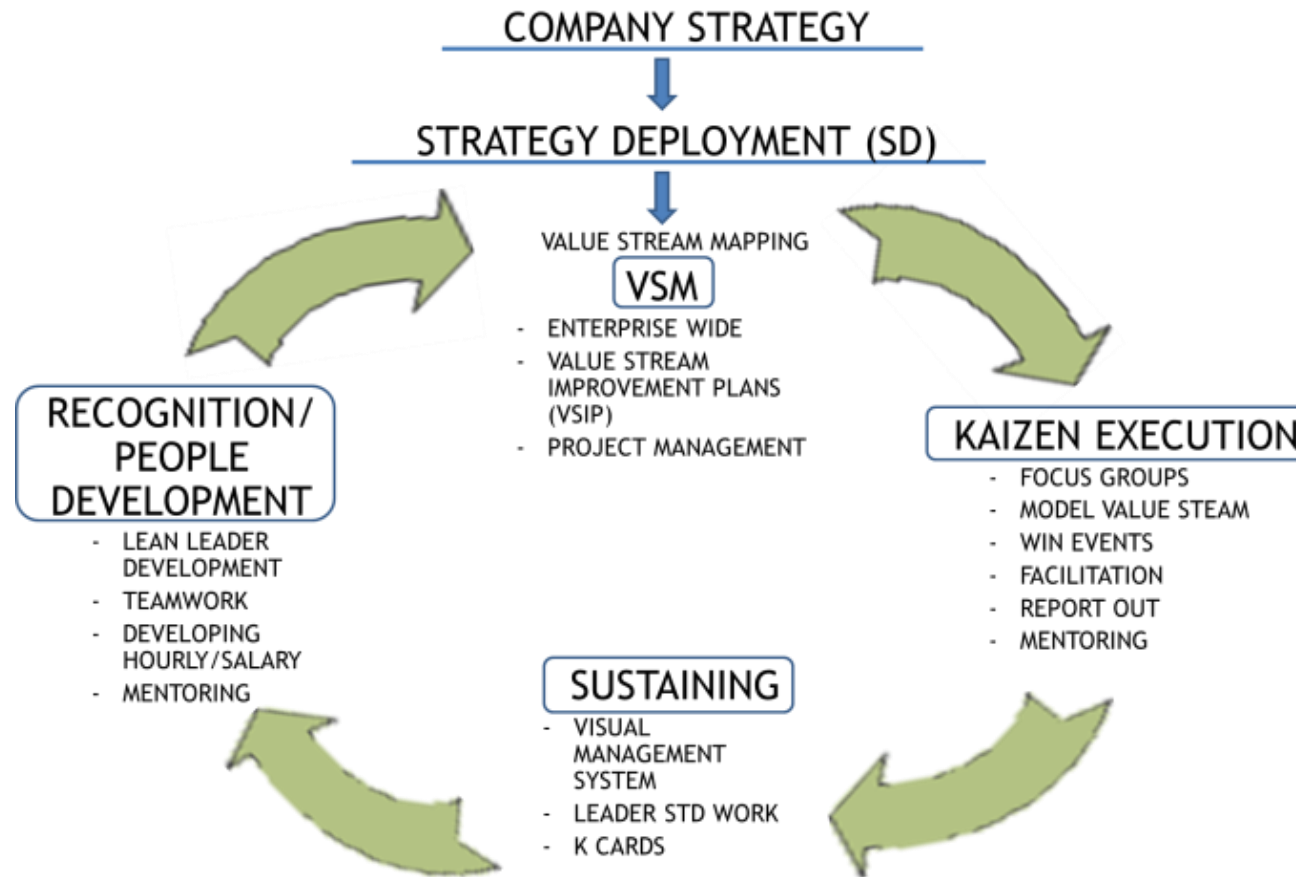 COMPANY STRATEGY
STRATEGY DEPLOYMENT (SD)
VALUE STREAM MAPPING
VSM
- ENTERPRISE WIDE
- VALUE STREAM
IMPROVEMENT PLANS
(VSIP)
- PROJECT MANAGEMENT
KAIZEN EXECUTION
- FOCUS GROUPS
- MODEL VALUE STEAM
- WIN EVENTS
- FACILITATION
- REPORT OUT
- MENTORING
SUSTAINING
- VISUAL
MANAGEMENT
SYSTEM
- LEADER STD WORK
- K CARDS
RECOGNITION/
PEOPLE
DEVELOPMENT
- LEAN LEADER
DEVELOPMENT
- TEAMWORK
- DEVELOPING
HOURLY/SALARY
- MENTORING